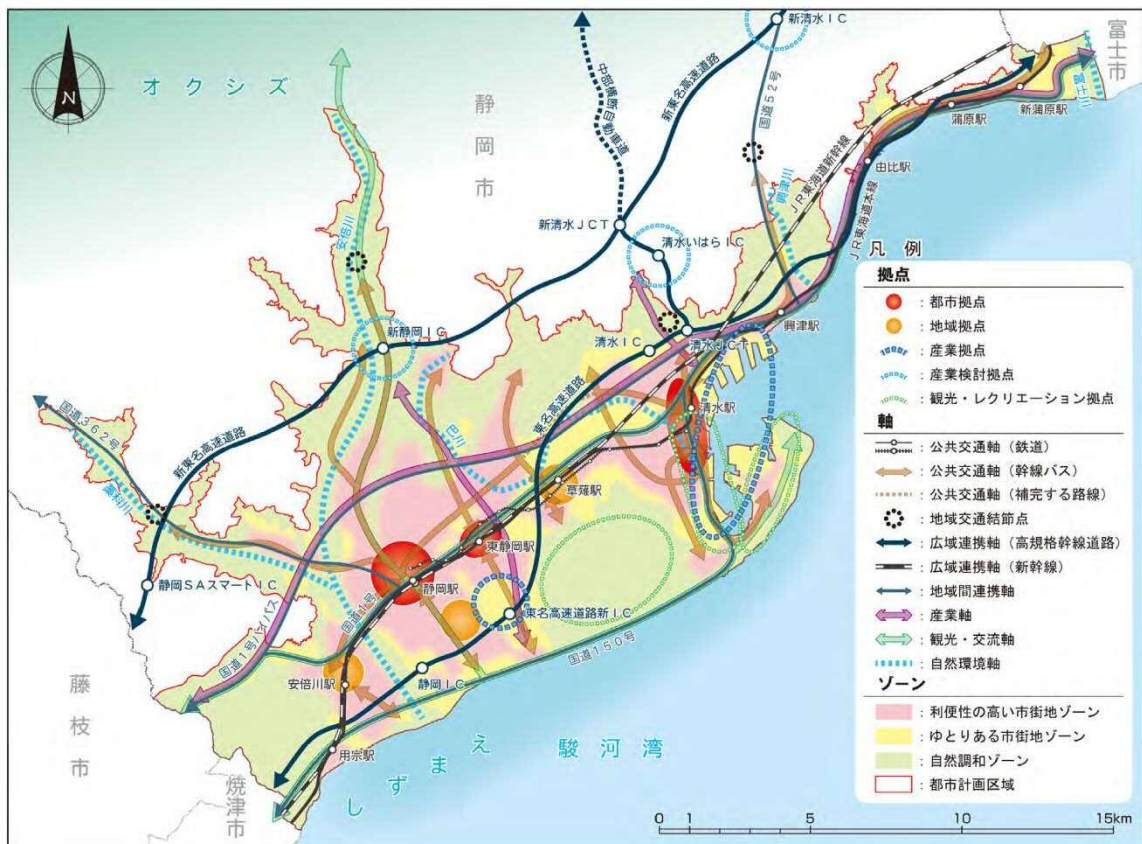 N
オクシズ
静岡市
富士市
藤枝市
焼津市
しずまえ
駿河湾
新清水IC
新東名高速道路
中部横断自動車道
国道52号
新清水JCT
清水いはらIC
JR東海道新幹線
JR東海道本線
興津川
富士川
新蒲原駅
蒲原駅
由比駅
興津駅
安倍川
新静岡IC
清水IC
清水JCT
東名高速道路
清水駅
巴川
草薙駅
東静岡駅
静岡駅
国道362号
新東名高速道路
藁科川
静岡SAスマートIC
国道1号バイパス
国道1号
東名高速道路新IC
国道150号
静岡IC
安倍川駅
用宗駅
凡例
拠点
：都市拠点
：地域拠点
：産業拠点
：産業検討拠点
：観光・レクリエーション拠点
軸
：公共交通軸（鉄道）
：公共交通軸（幹線バス）
：公共交通軸（補完する路線）
：地域交通結節点
：広域連携軸（高規格幹線道路）
：広域連携軸（新幹線）
：地域間連携軸
：産業軸
：観光・交流軸
：自然環境軸
ゾーン
：利便性の高い市街地ゾーン
：ゆとりある市街地ゾーン
：自然調和ゾーン
：都市計画区域
0 1 5 10 15km